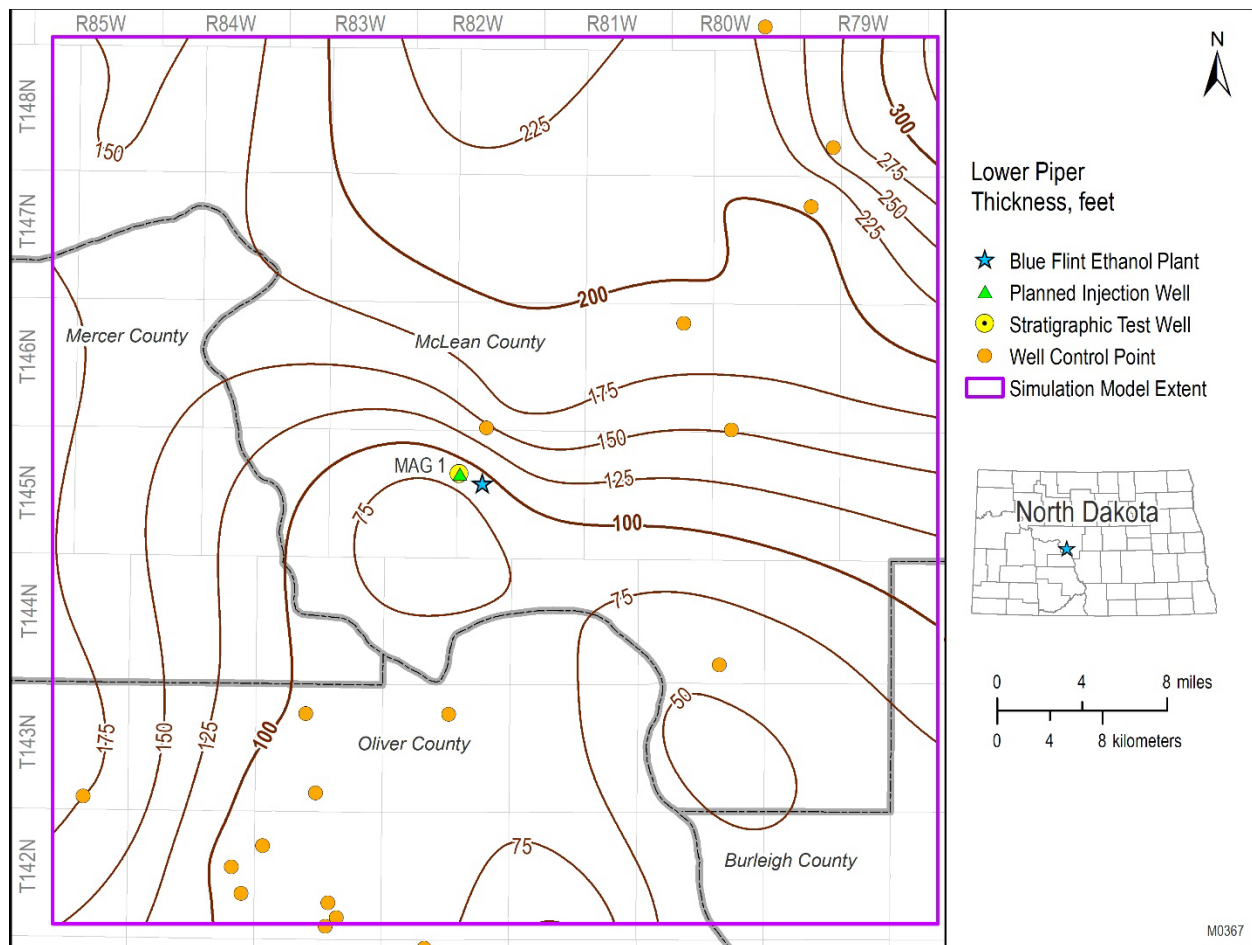 R85W R84W R83W R82W R81W R80W R79W
T148N
T147N
T146N
T145N
T144N
T143N
T142N
150
225
300
275
250
225
200
Mercer County
McLean County
175
150
125
100
MAG 1
75
75
50
175
150
125
100
Oliver County
75
Burleigh County
N
Lower Piper
Thickness, feet
Blue Flint Ethanol Plant
Planned Injection Well
Stratigraphic Test Well
Well Control Point
Simulation Model Extent
North Dakota
0 4 8 miles
0 4 8 kilometers
M0367